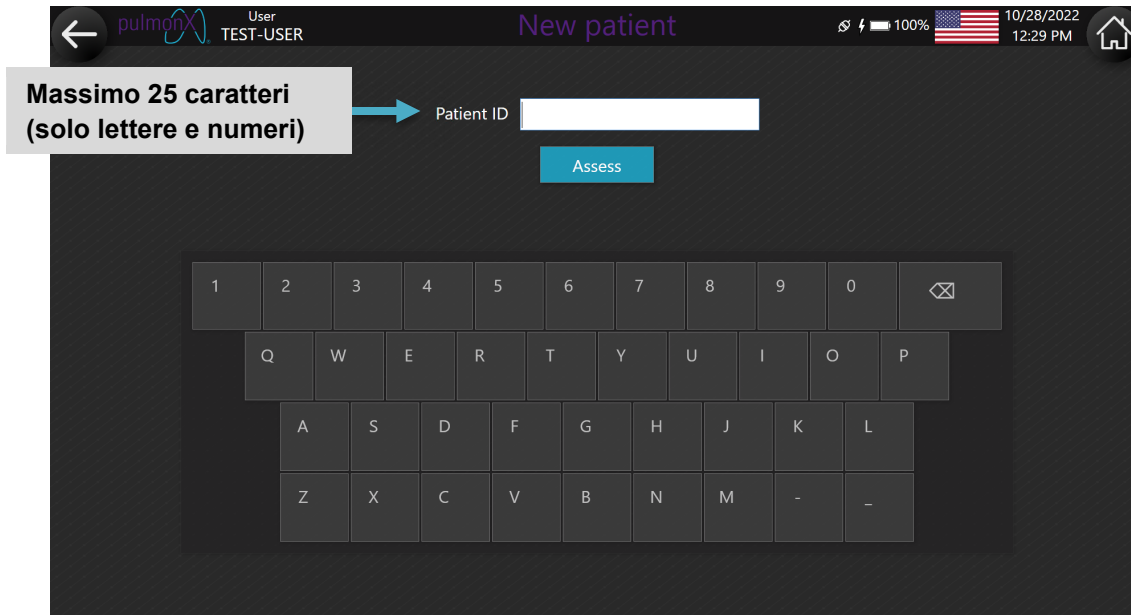 pulmonX
User
TEST-USER
New patient
100%
10/28/2022
12:29 PM
Massimo 25 caratteri
(solo lettere e numeri)
Patient ID
Assess
1 2 3 4 5 6 7 8 9 0
Q W E R T Y U I O P
A S D F G H J K L
Z X C V B N M - _